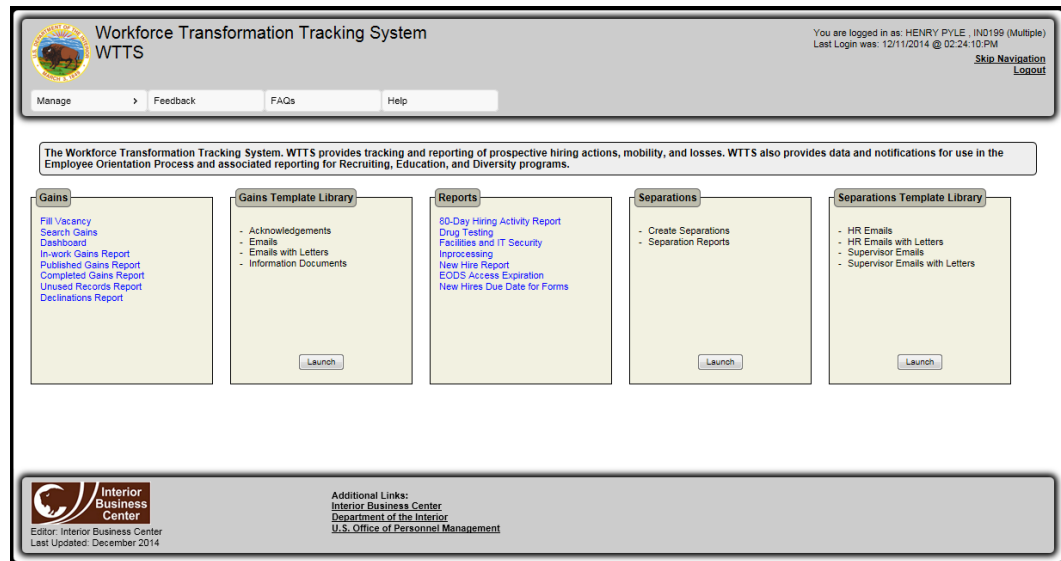 Workforce Transformation Tracking System
WTTS
You are logged in as: HENRY PYLE , IN0199 (Multiple)
Last Login was: 12/11/2014 @ 02:24:10:PM
Skip Navigation
Logout
U.S. DEPARTMENT OF THE INTERIOR
MARCH 3, 1849
Manage > Feedback FAQs Help
The Workforce Transformation Tracking System. WTTS provides tracking and reporting of prospective hiring actions, mobility, and losses. WTTS also provides data and notifications for use in the
Employee Orientation Process and associated reporting for Recruiting, Education, and Diversity programs.
Gains
Fill Vacancy
Search Gains
Dashboard
In-work Gains Report
Published Gains Report
Completed Gains Report
Unused Records Report
Declinations Report
Gains Template Library
- Acknowledgements
- Emails
- Emails with Letters
- Information Documents
Launch
Reports
80-Day Hiring Activity Report
Drug Testing
Facilities and IT Security
Inprocessing
New Hire Report
EODS Access Expiration
New Hires Due Date for Forms
Separations
- Create Separations
- Separation Reports
Launch
Separations Template Library
- HR Emails
- HR Emails with Letters
- Supervisor Emails
- Supervisor Emails with Letters
Launch
Interior
Business
Center
Editor: Interior Business Center
Last Updated: December 2014
Additional Links:
Interior Business Center
Department of the Interior
U.S. Office of Personnel Management